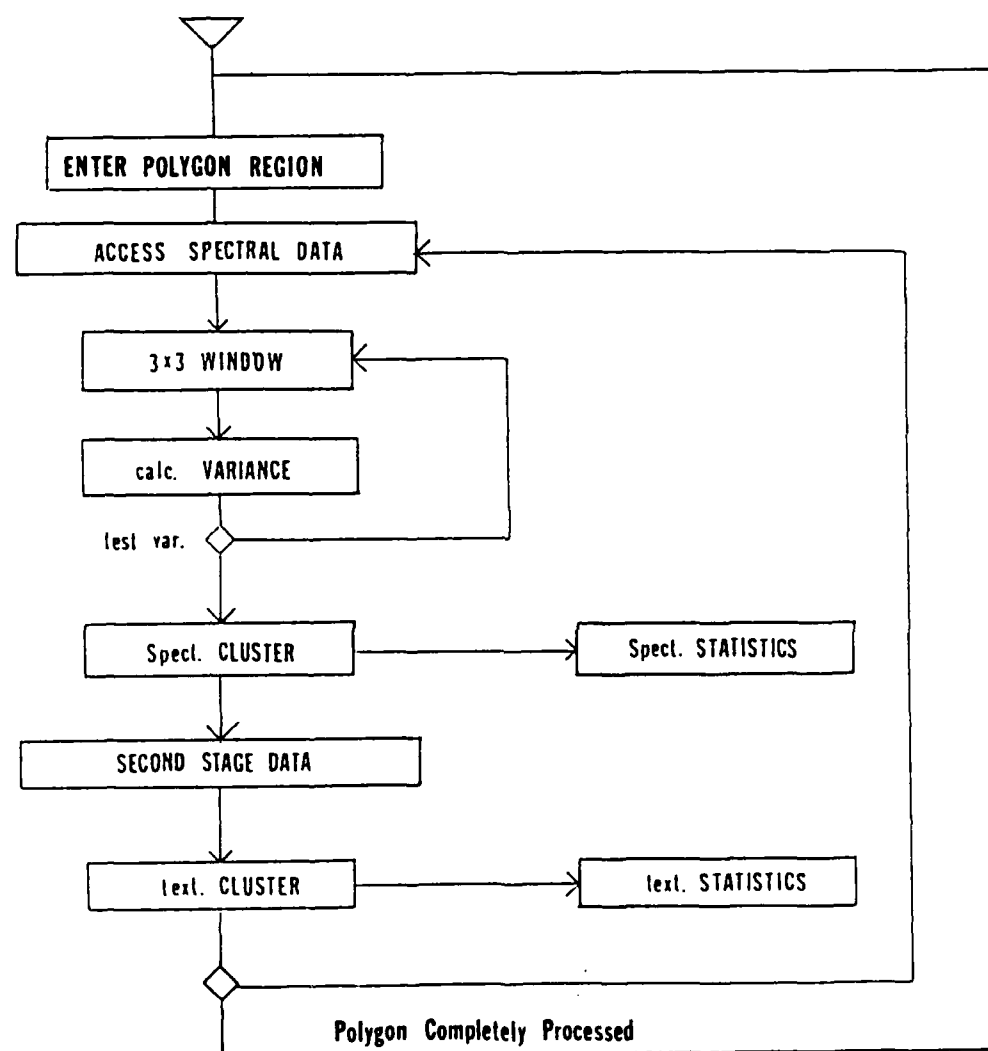 ENTER POLYGON REGION
ACCESS SPECTRAL DATA
3x3 WINDOW
calc. VARIANCE
test var.
Spect. CLUSTER
Spect. STATISTICS
SECOND STAGE DATA
text. CLUSTER
text. STATISTICS
Polygon Completely Processed